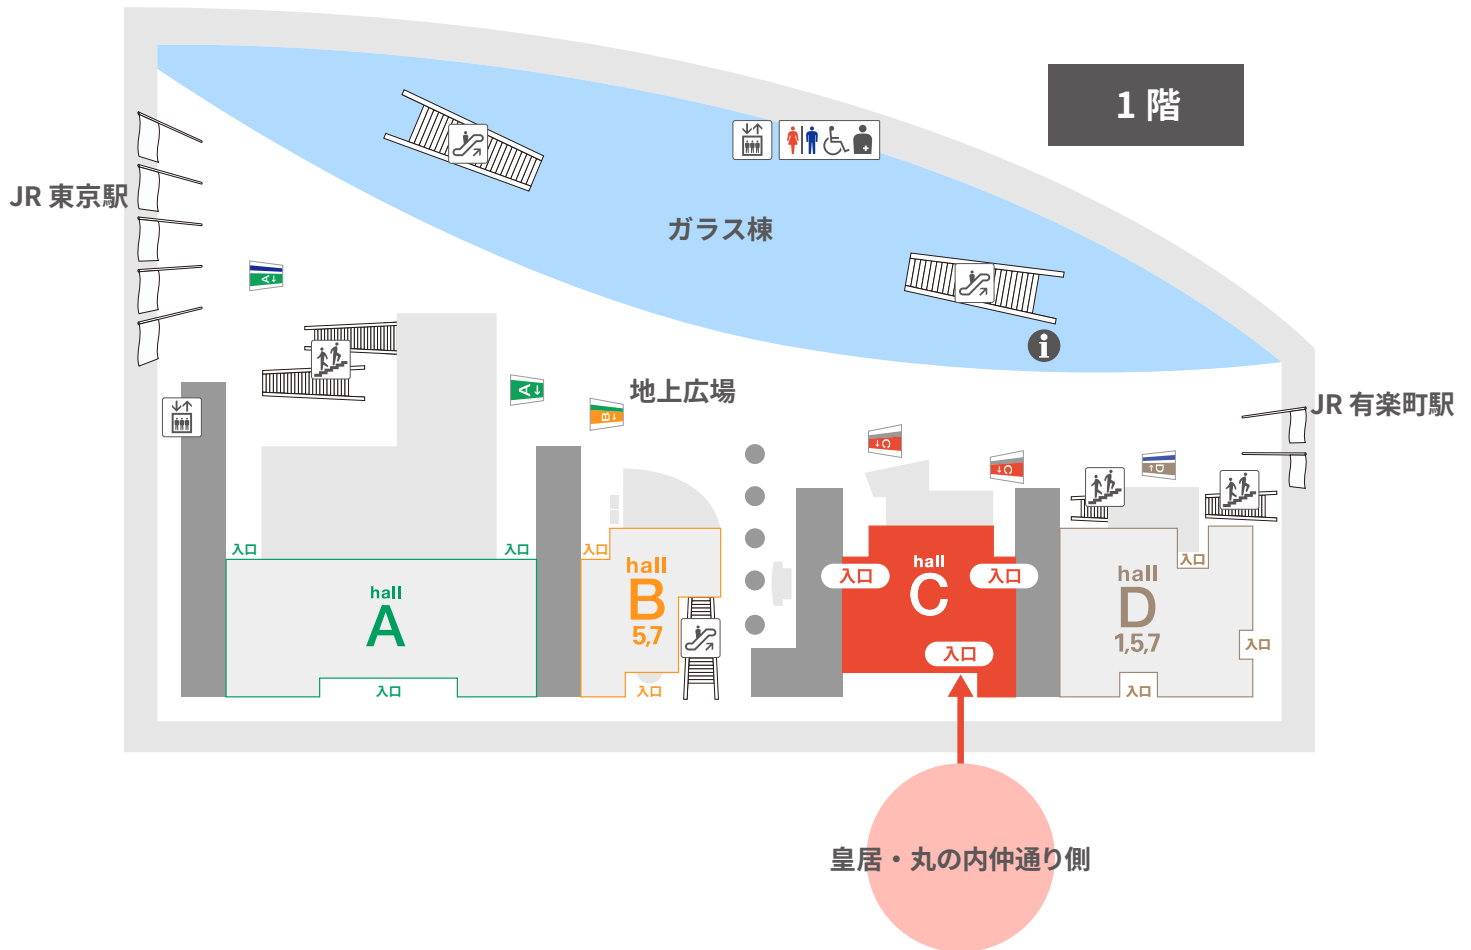 1 階
JR 東京駅
ガラス棟
A↓
JR 有楽町駅
地上広場
A↓
B↓
C↓
C↓
D↓
入口
入口
入口
入口
hall
A
入口
hall
B
5,7
入口
入口
hall
C
入口
入口
hall
D
1,5,7
入口
入口
皇居・丸の内仲通り側